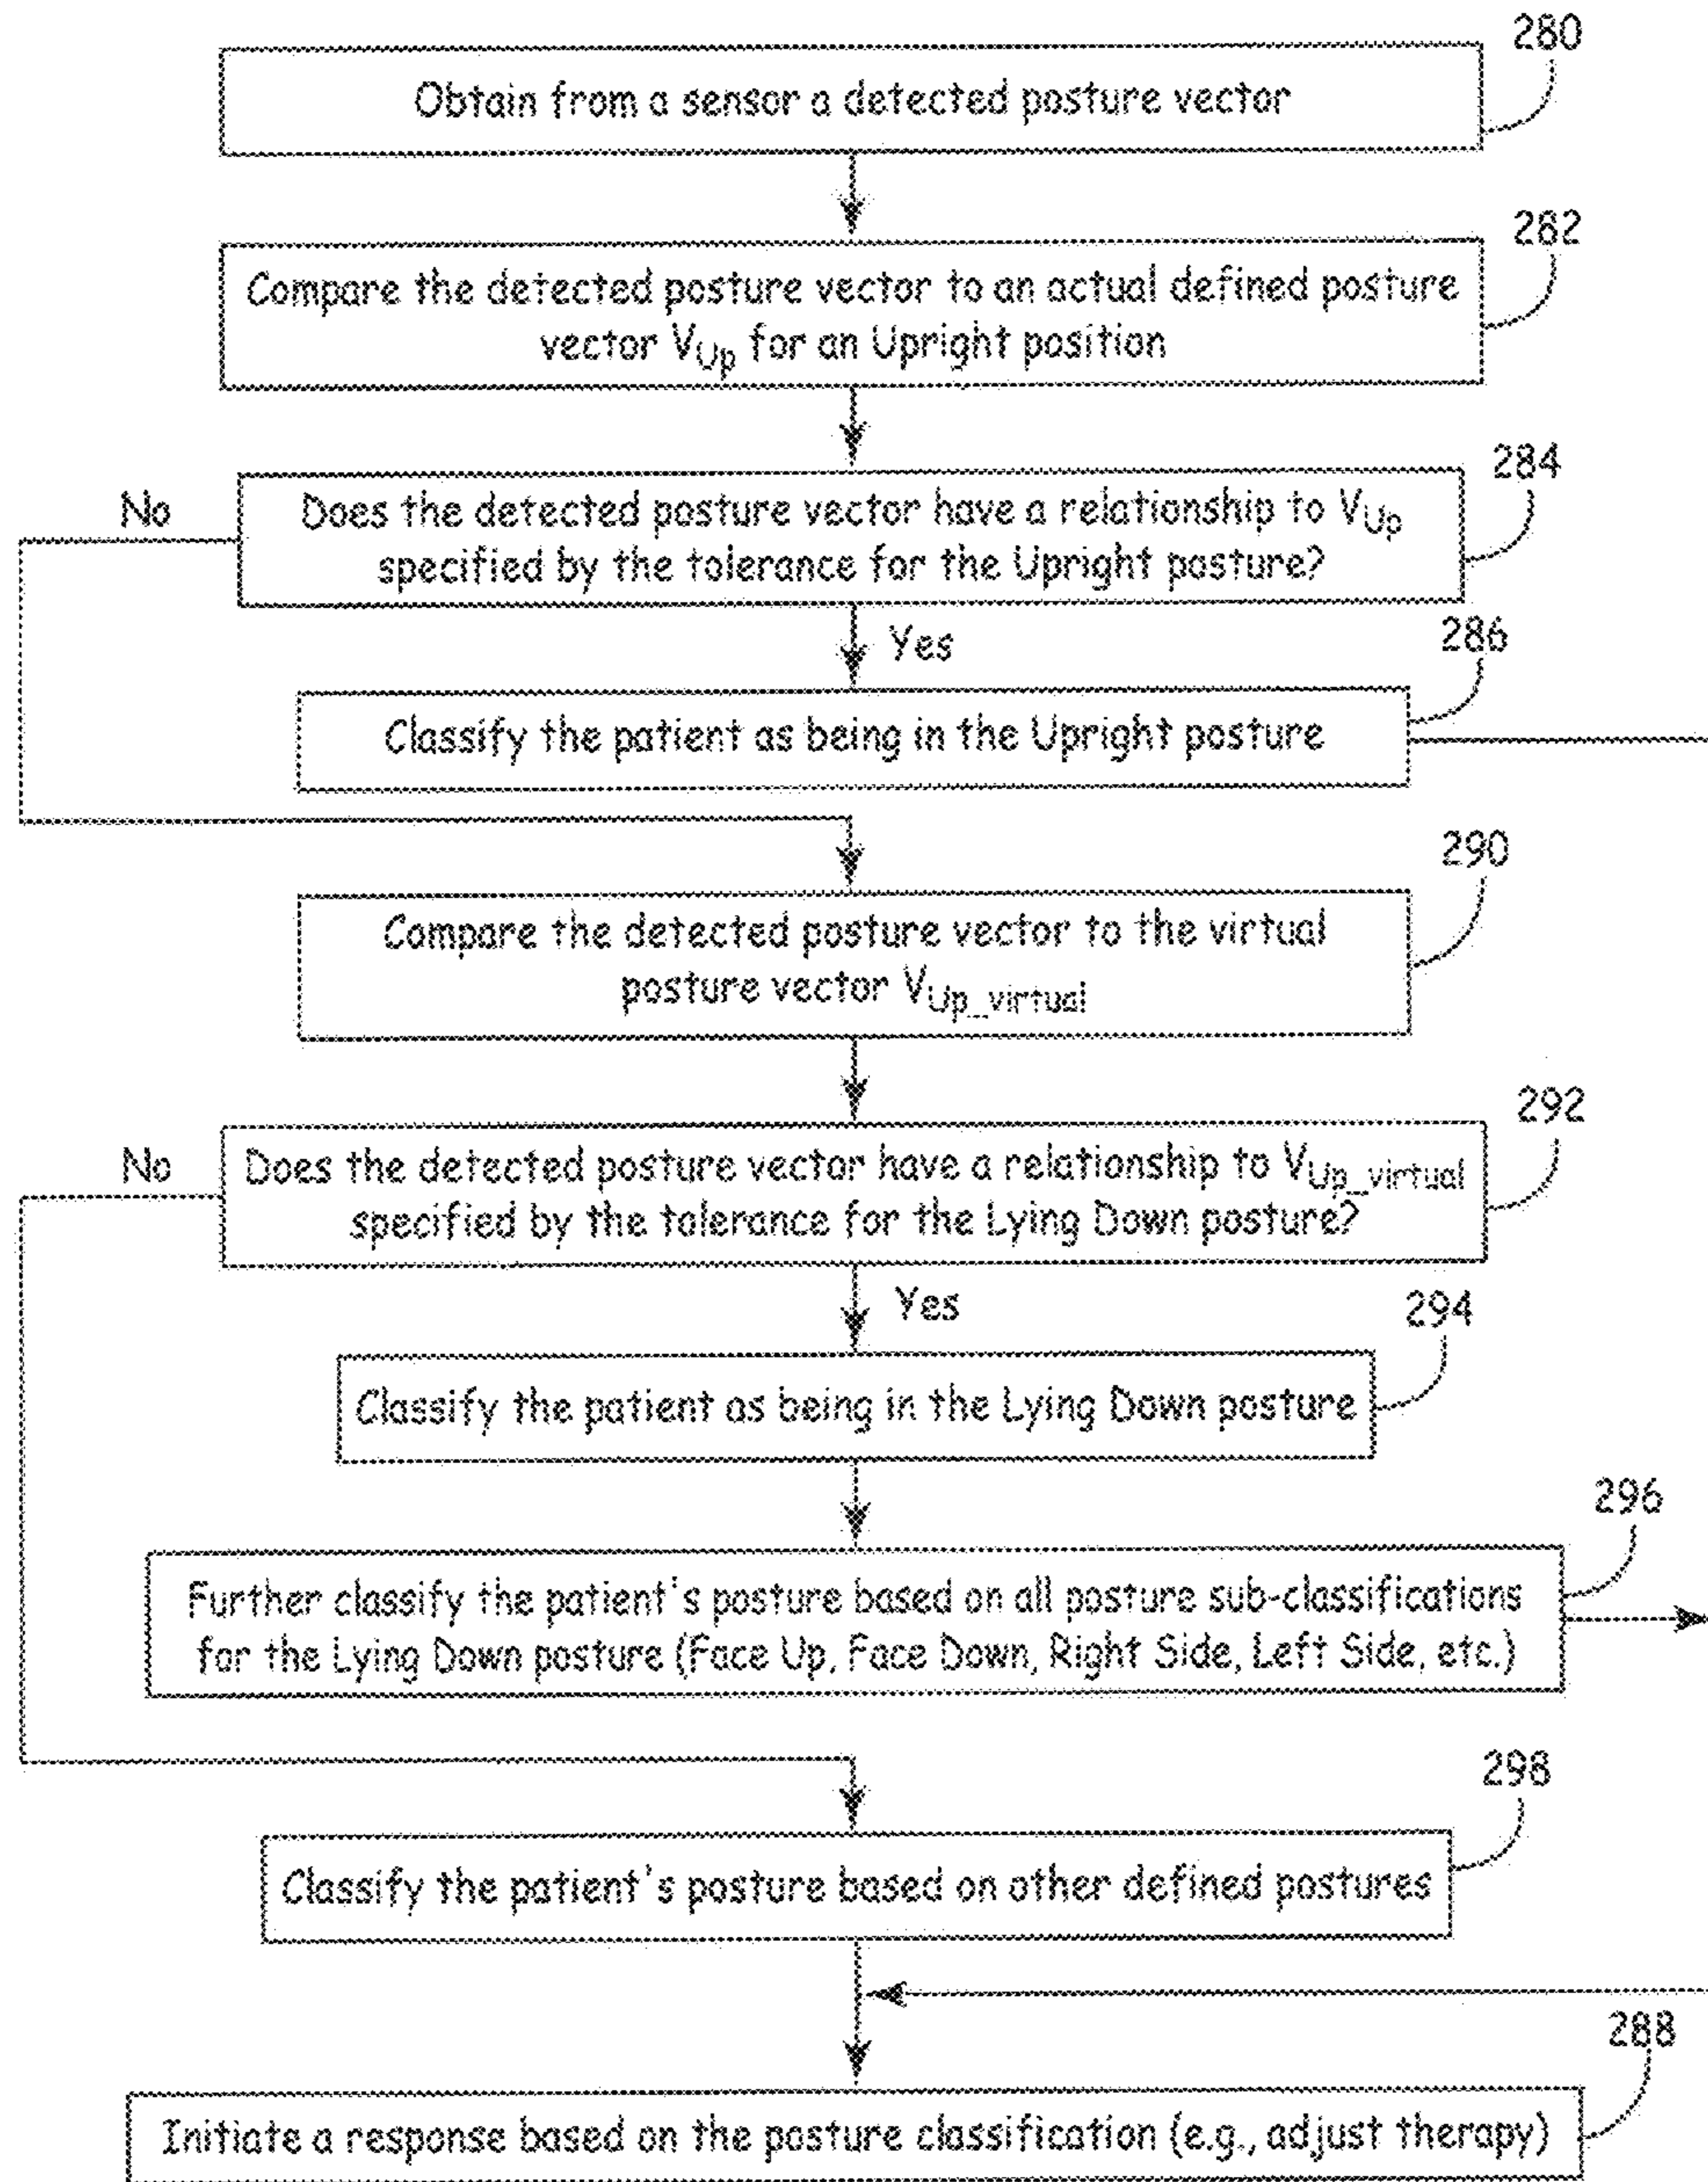 280
Obtain from a sensor a detected posture vector
282
Compare the detected posture vector to an actual defined posture
vector VUp for an Upright position
284
No
Does the detected posture vector have a relationship to VUp
specified by the tolerance for the Upright posture?
Yes
286
Classify the patient as being in the Upright posture
290
Compare the detected posture vector to the virtual
posture vector VUp_virtual
292
No
Does the detected posture vector have a relationship to VUp_virtual
specified by the tolerance for the Lying Down posture?
Yes
294
Classify the patient as being in the Lying Down posture
296
Further classify the patient's posture based on all posture sub-classifications
for the Lying Down posture (Face Up, Face Down, Right Side, Left Side, etc.)
298
Classify the patient's posture based on other defined postures
288
Initiate a response based on the posture classification (e.g., adjust therapy)